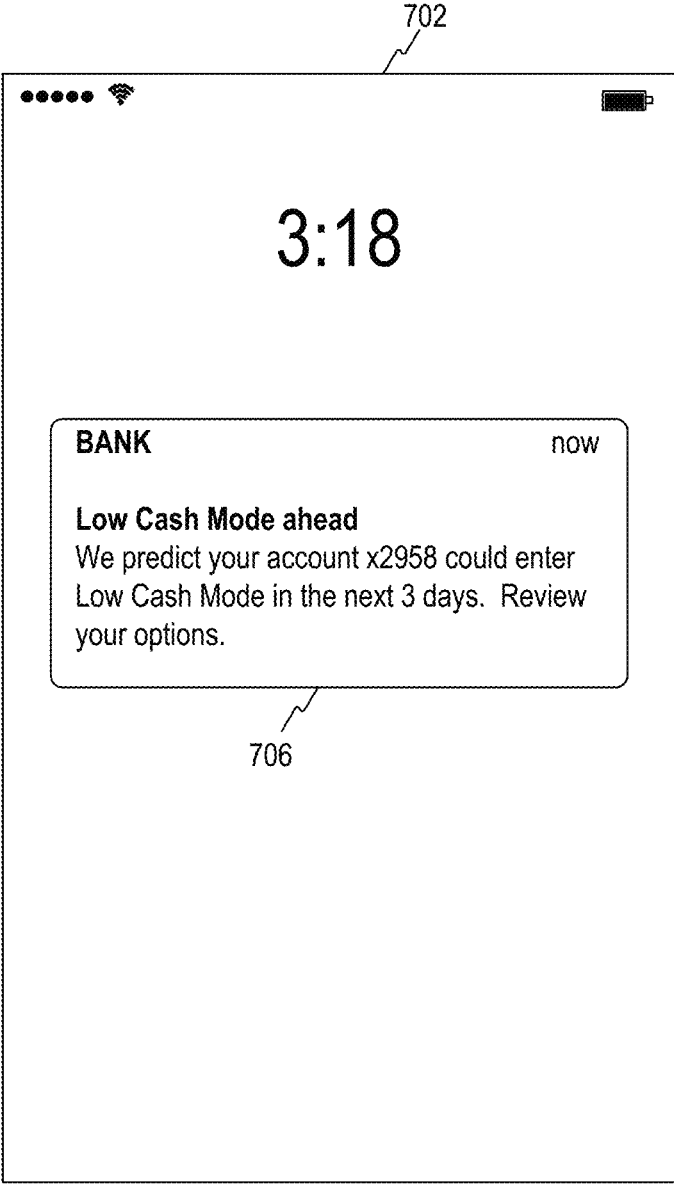 702
3:18
BANK now
Low Cash Mode ahead
We predict your account x2958 could enter
Low Cash Mode in the next 3 days.  Review
your options.
706